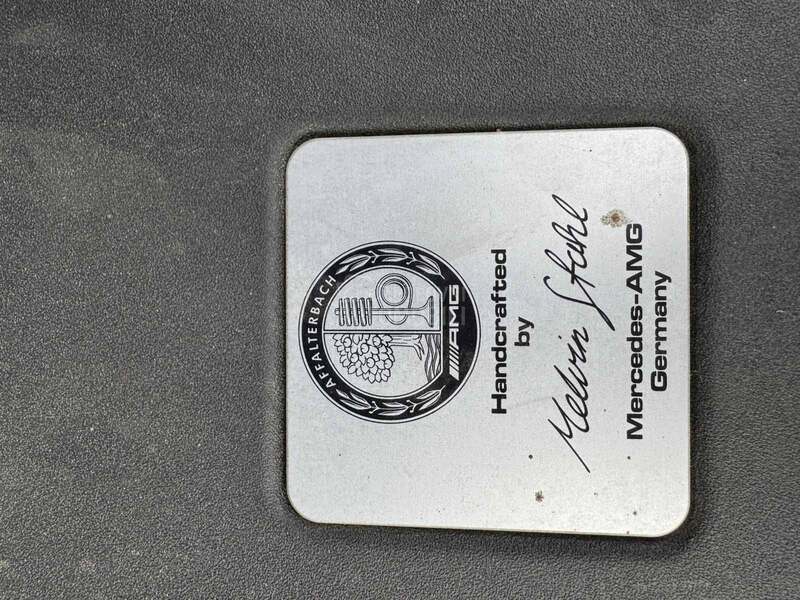 AFFALTERBACH
AMG
Handcrafted
by
Melvin Stahl
Mercedes-AMG
Germany